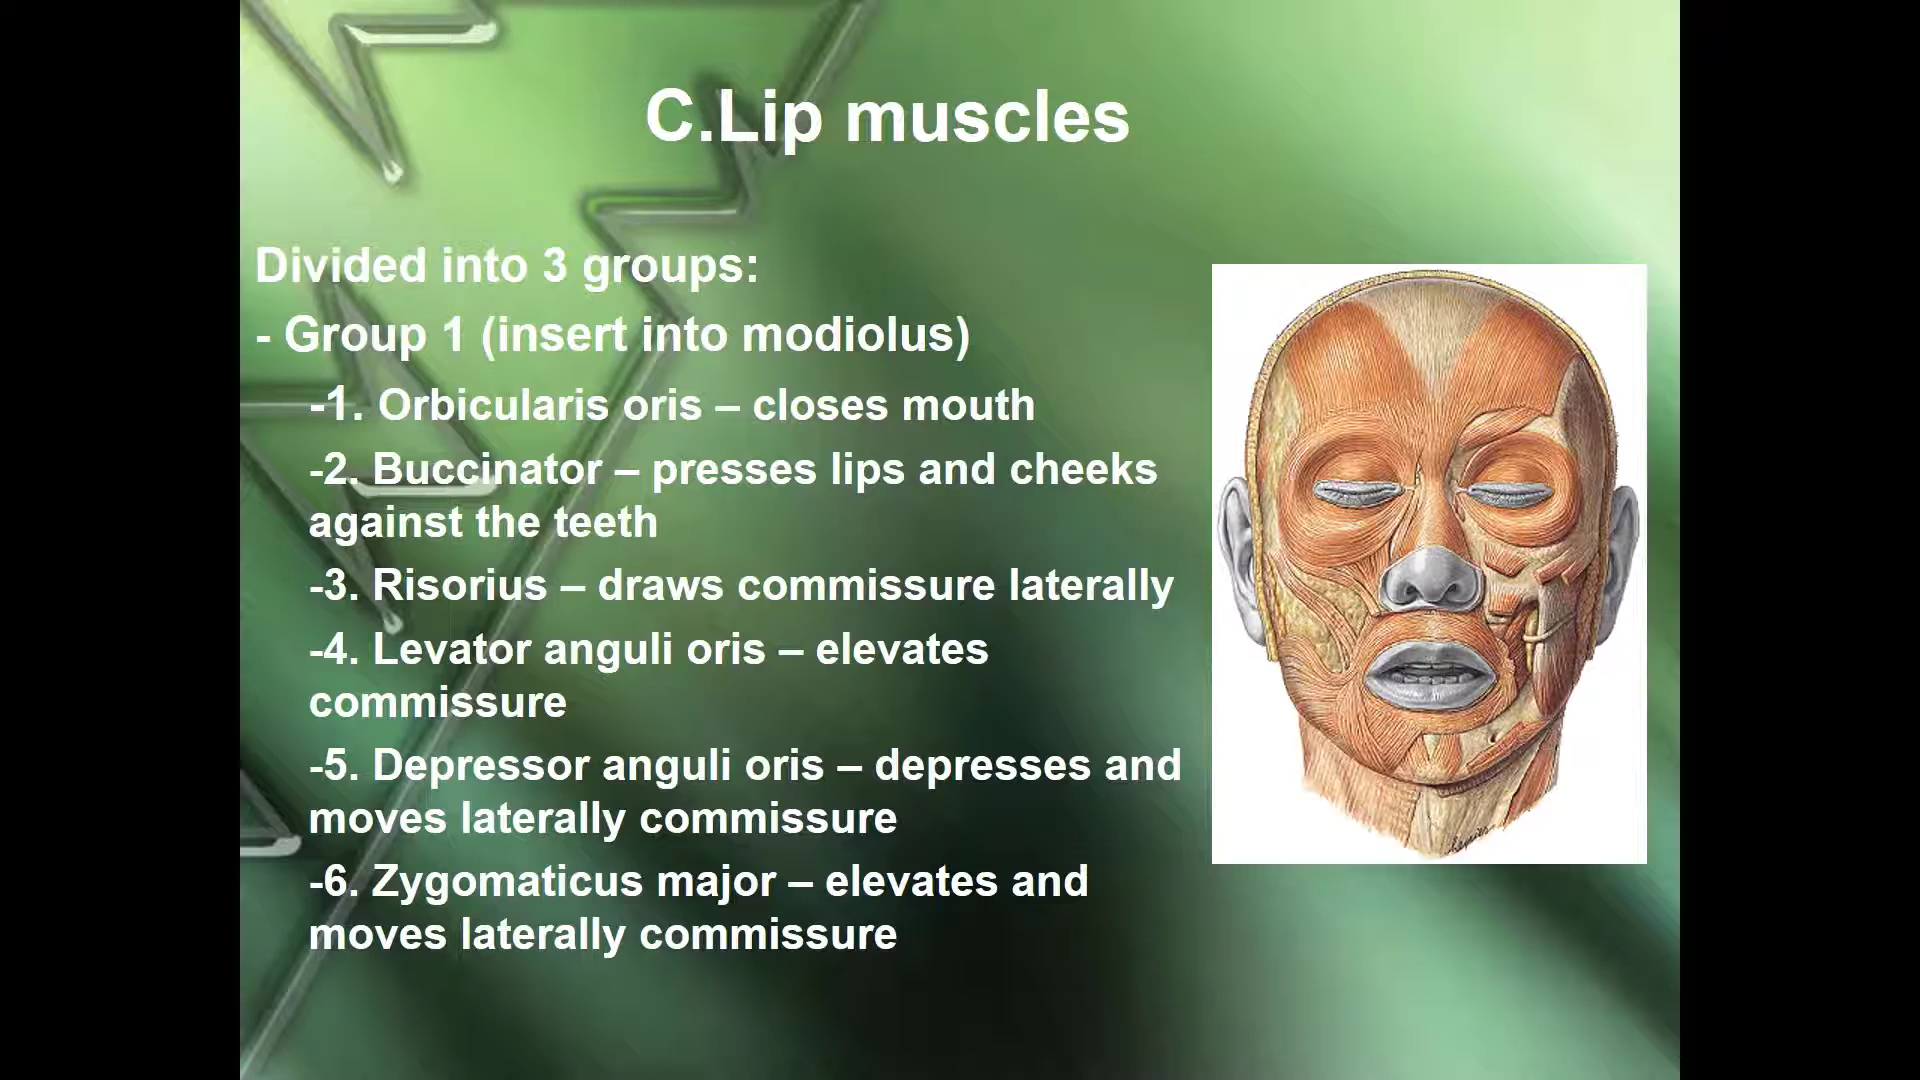 C.Lip muscles
Divided into 3 groups:
- Group 1 (insert into modiolus)
-1. Orbicularis oris – closes mouth
-2. Buccinator – presses lips and cheeks
against the teeth
-3. Risorius – draws commissure laterally
-4. Levator anguli oris – elevates
commissure
-5. Depressor anguli oris – depresses and
moves laterally commissure
-6. Zygomaticus major – elevates and
moves laterally commissure